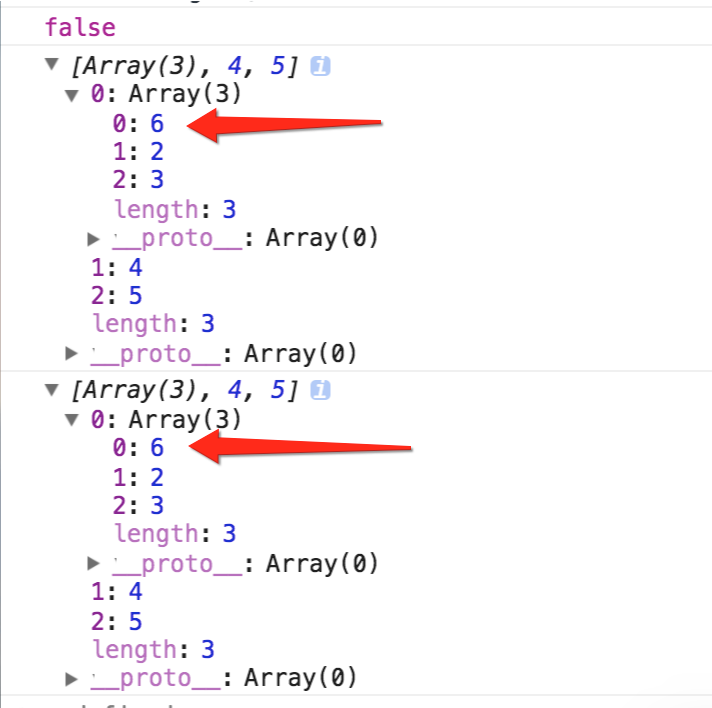 false
▼ [Array(3), 4, 5] i
▼ 0: Array(3)
0: 6
1: 2
2: 3
length: 3
▶ __proto__: Array(0)
1: 4
2: 5
length: 3
▶ __proto__: Array(0)
▼ [Array(3), 4, 5] i
▼ 0: Array(3)
0: 6
1: 2
2: 3
length: 3
▶ __proto__: Array(0)
1: 4
2: 5
length: 3
▶ __proto__: Array(0)